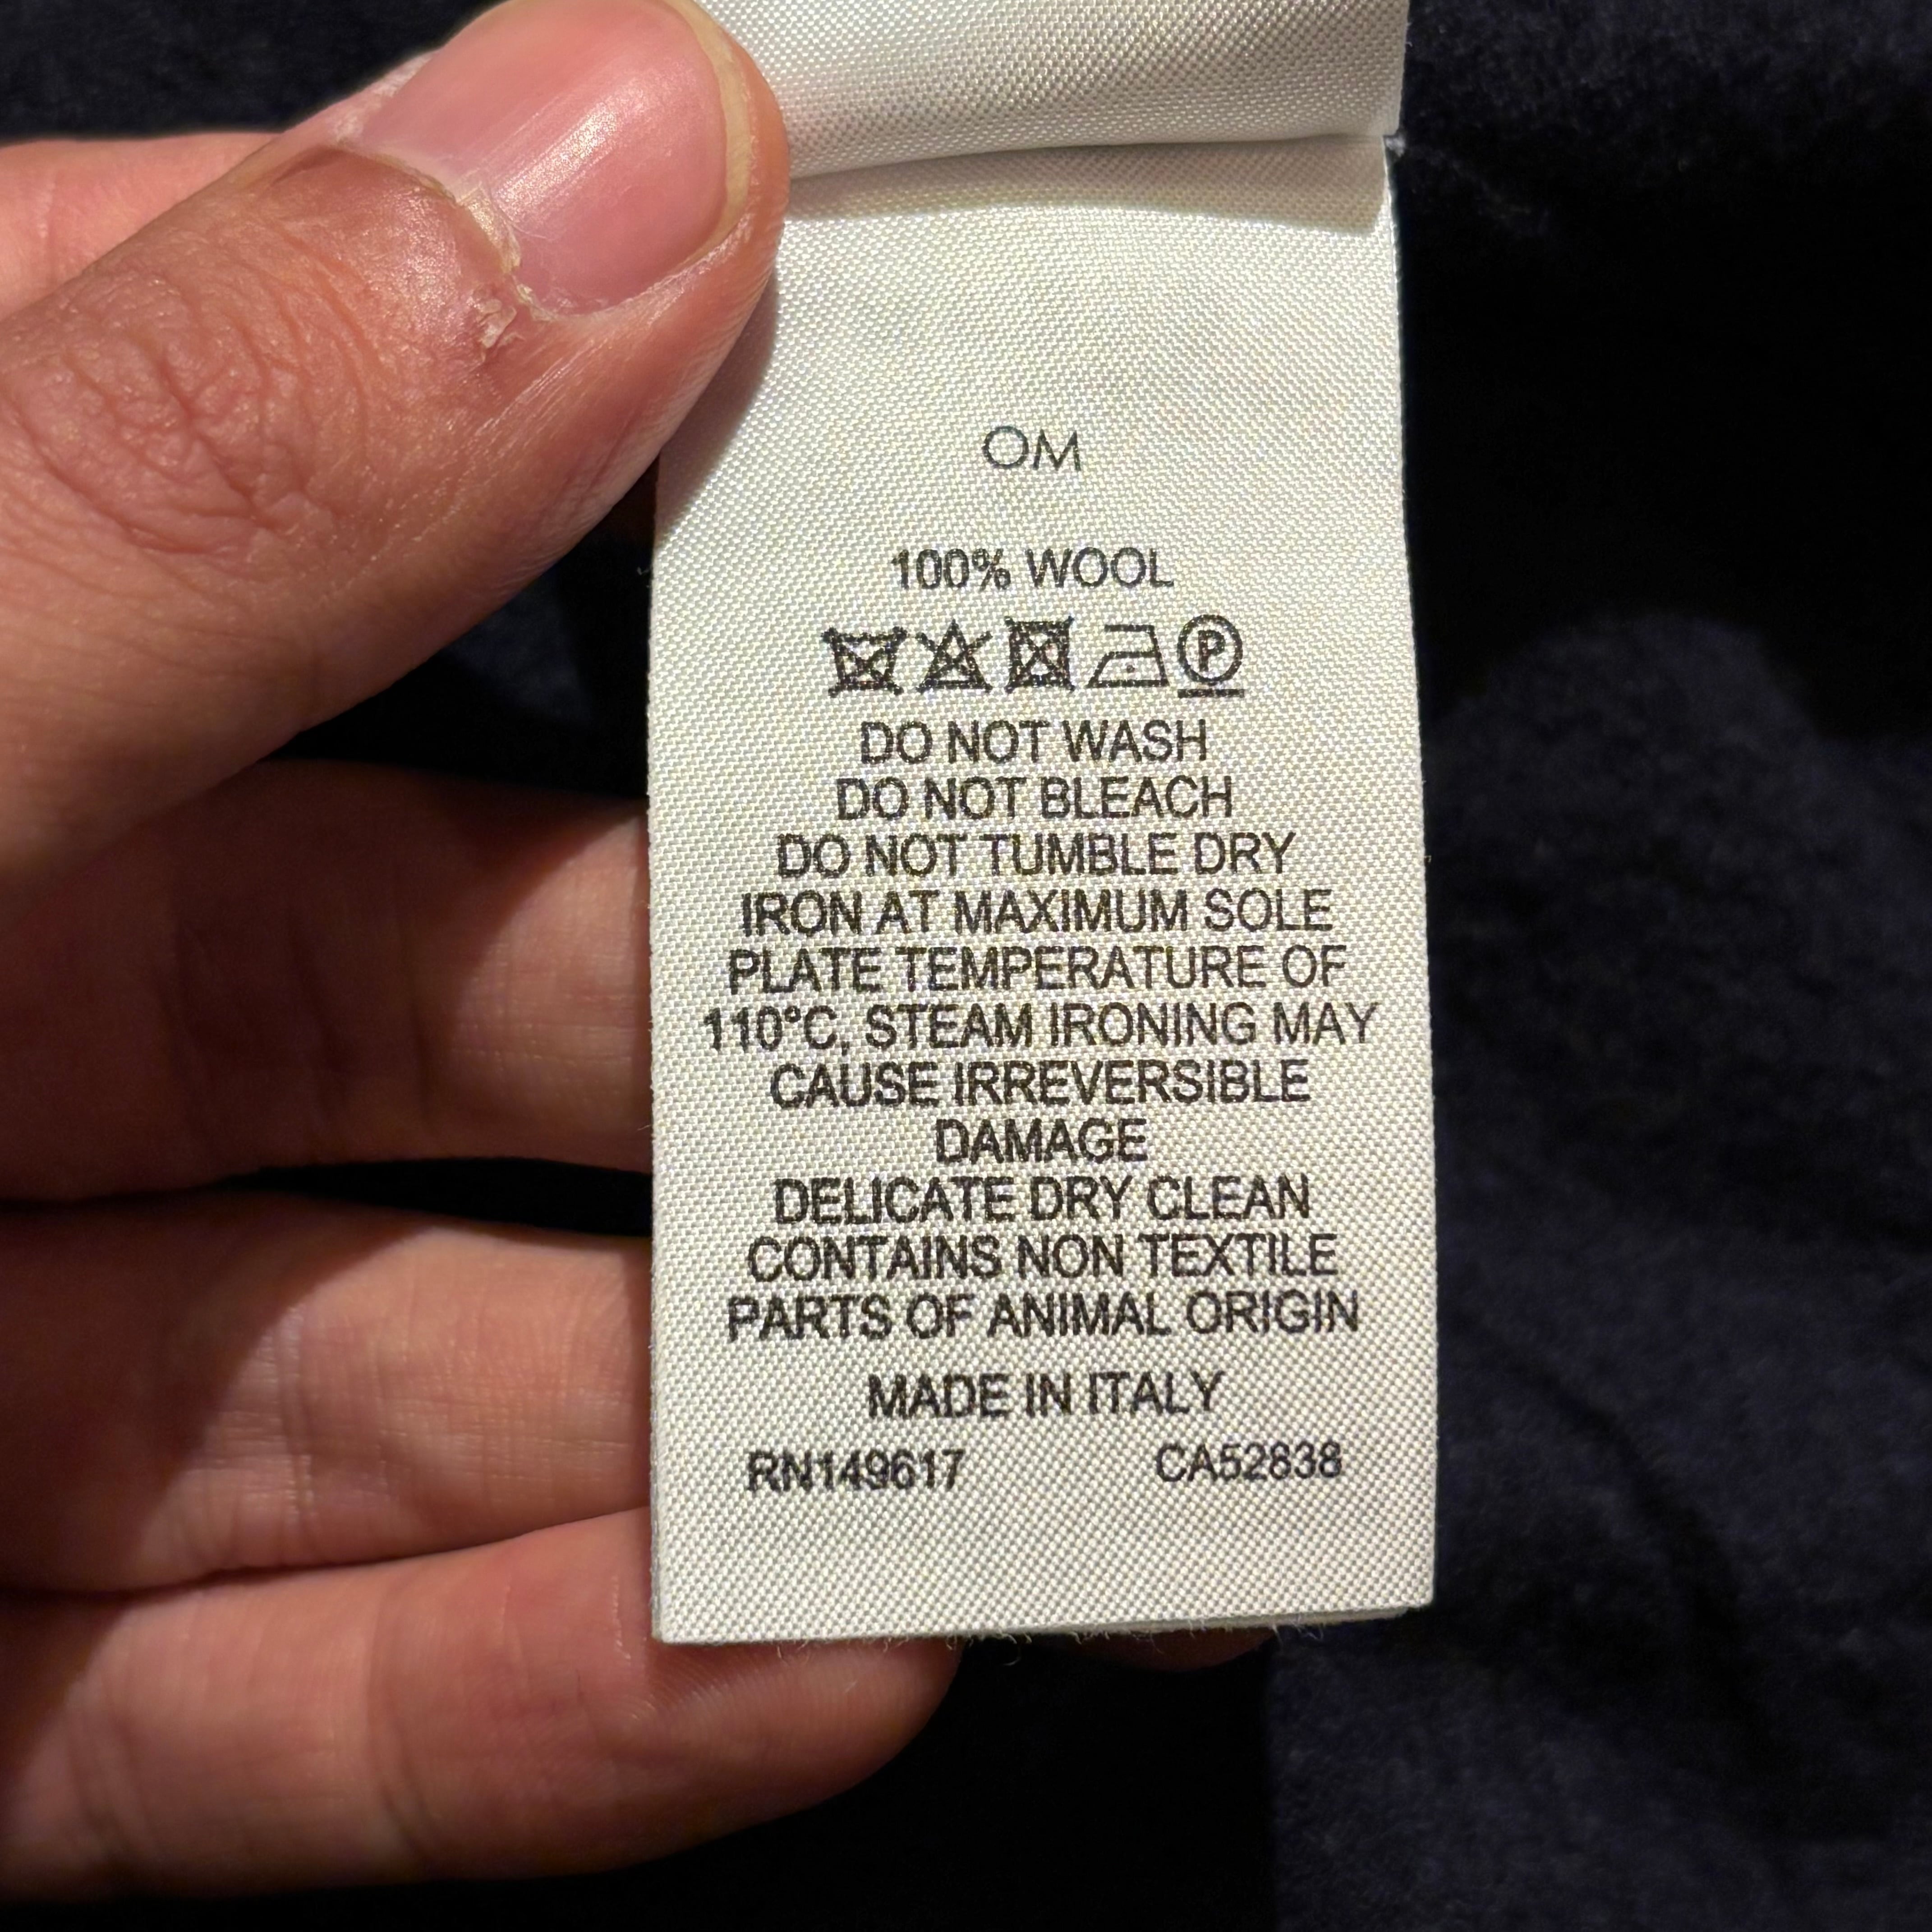 OM
100% WOOL
P
DO NOT WASH
DO NOT BLEACH
DO NOT TUMBLE DRY
IRON AT MAXIMUM SOLE
PLATE TEMPERATURE OF
110°C, STEAM IRONING MAY
CAUSE IRREVERSIBLE
DAMAGE
DELICATE DRY CLEAN
CONTAINS NON TEXTILE
PARTS OF ANIMAL ORIGIN
MADE IN ITALY
RN149617 CA52838